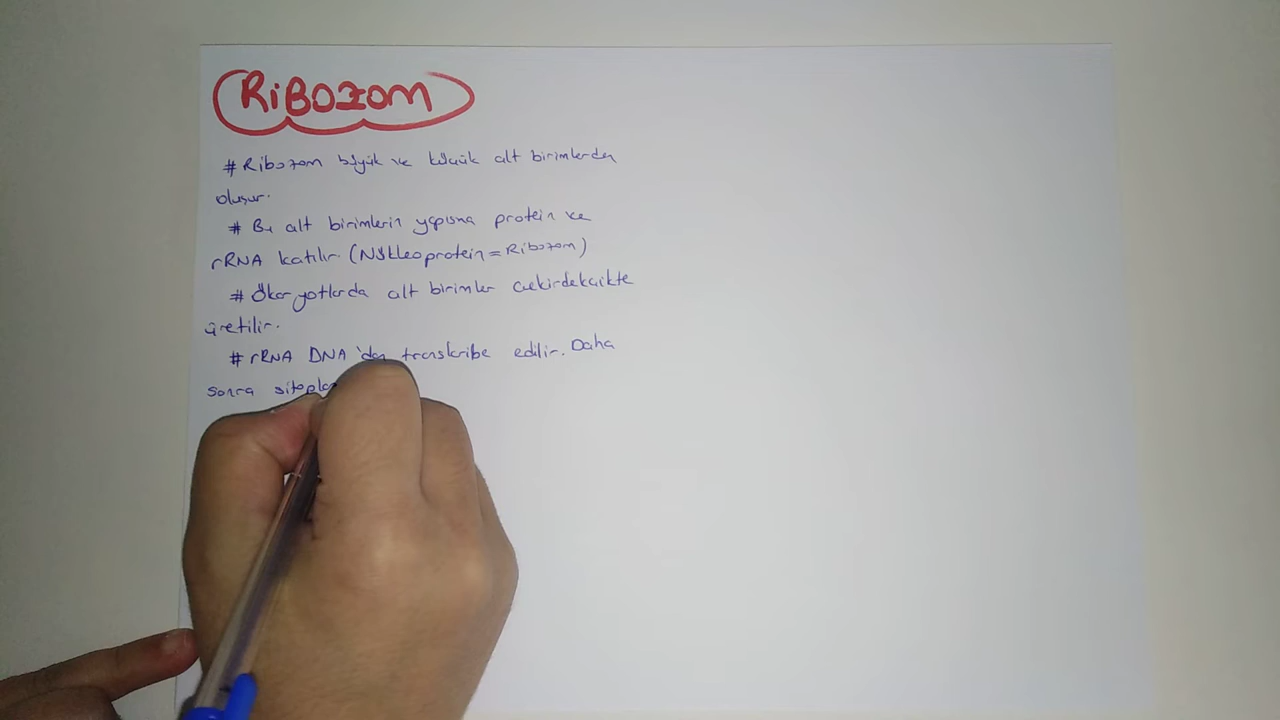 RiBOzOM
# Ribozom büyük ve küçük alt birimlerden
oluşur.
# Bu alt birimlerin yapısına protein ve
rRNA katılır (Nükleoprotein = Ribozom)
# Ökaryotlarda alt birimler çekirdekçikte
üretilir.
# rRNA DNA'dan transkribe edilir. Daha
sonra sitopla